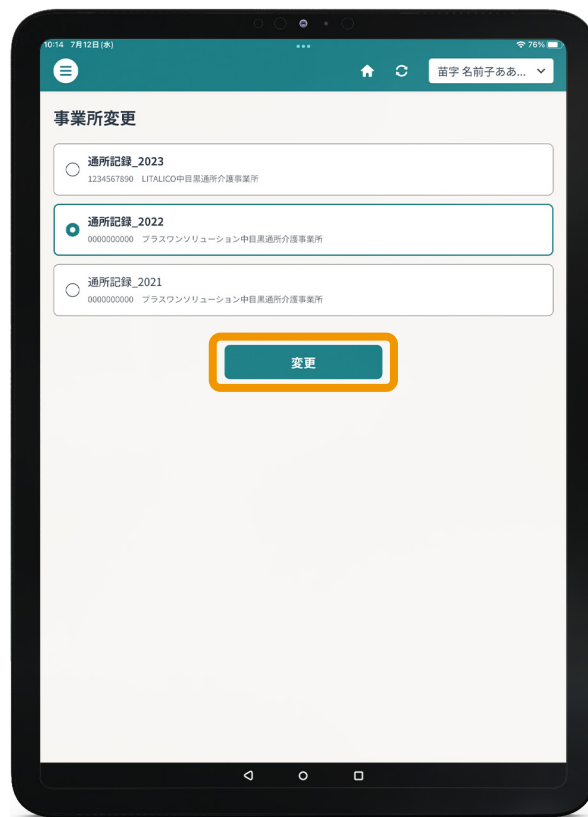 10:14 7月12日(水)
76%
苗字 名前子ああ...
事業所変更
通所記録_2023
1234567890 LITALICO中目黒通所介護事業所
通所記録_2022
0000000000 プラスワンソリューション中目黒通所介護事業所
通所記録_2021
0000000000 プラスワンソリューション中目黒通所介護事業所
変更